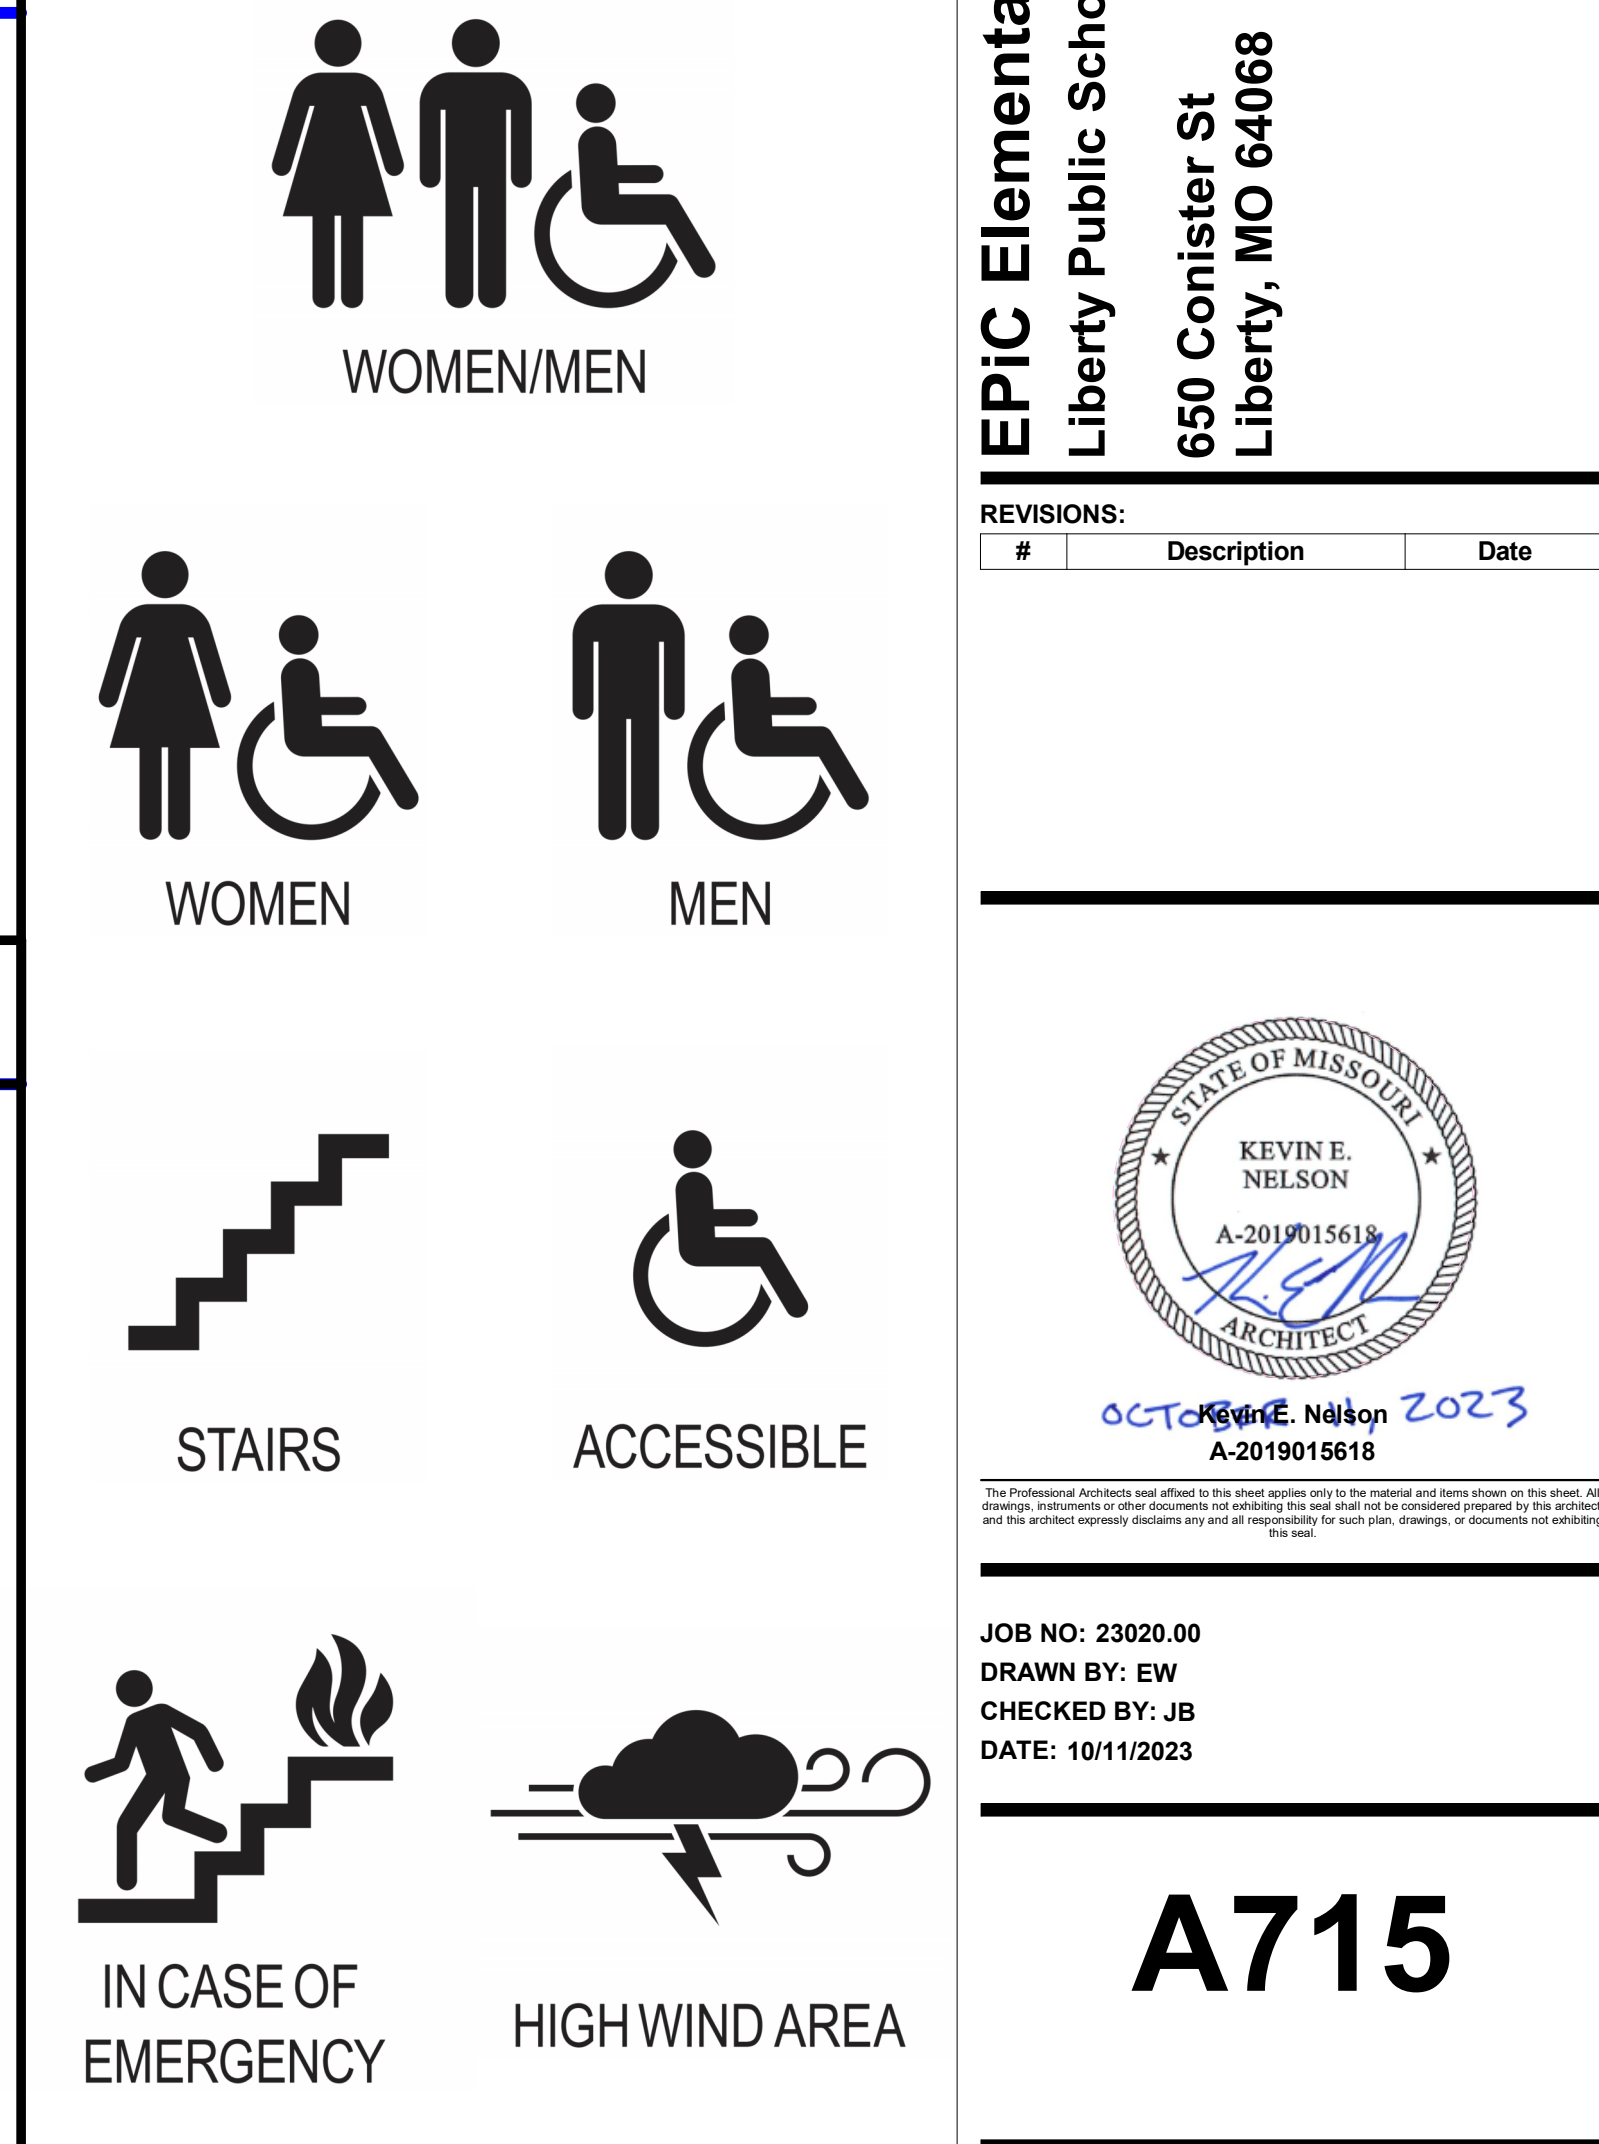 WOMEN/MEN
WOMEN
MEN
STAIRS
ACCESSIBLE
IN CASE OF
EMERGENCY
HIGH WIND AREA
EPiC Elementa
Liberty Public Scho
650 Conister St
Liberty, MO 64068
REVISIONS:
# Description Date
STATE OF MISSOURI
KEVIN E.
NELSON
A-2019015618
ARCHITECT
OCTOBER 11, 2023
Kevin E. Nelson
A-2019015618
The Professional Architects seal affixed to this sheet applies only to the material and items shown on this sheet. All
drawings, instruments or other documents not exhibiting this seal shall not be considered prepared by this architect,
and this architect expressly disclaims any and all responsibility for such plan, drawings, or documents not exhibiting
this seal.
JOB NO: 23020.00
DRAWN BY: EW
CHECKED BY: JB
DATE: 10/11/2023
A715